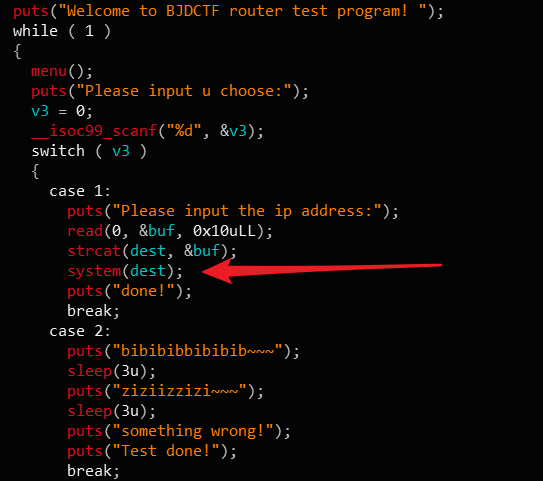 puts("Welcome to BJDCTF router test program! ");
while ( 1 )
{
menu();
puts("Please input u choose:");
v3 = 0;
__isoc99_scanf("%d", &v3);
switch ( v3 )
{
case 1:
puts("Please input the ip address:");
read(0, &buf, 0x10uLL);
strcat(dest, &buf);
system(dest);
puts("done!");
break;
case 2:
puts("bibibibbibibib~~~");
sleep(3u);
puts("ziziizzizi~~~");
sleep(3u);
puts("something wrong!");
puts("Test done!");
break;